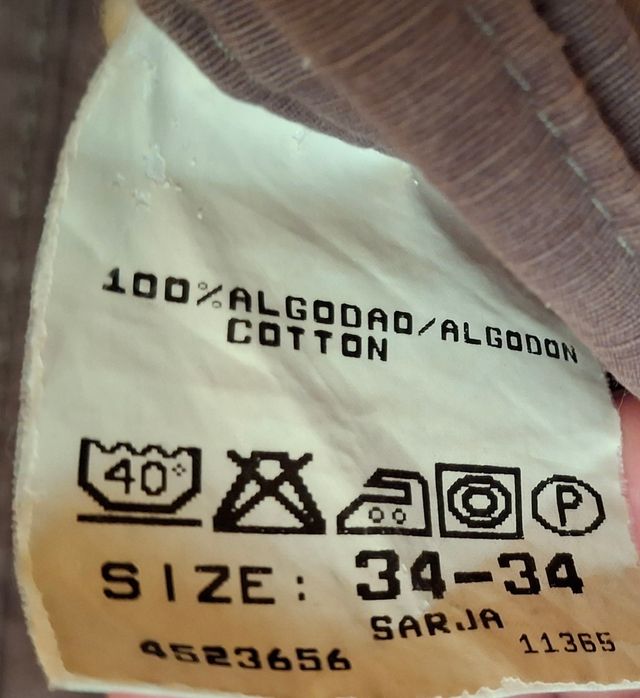 100%ALGODAO/ALGODON
COTTON
40°
P
SIZE: 34-34
SARJA
4523656
11365